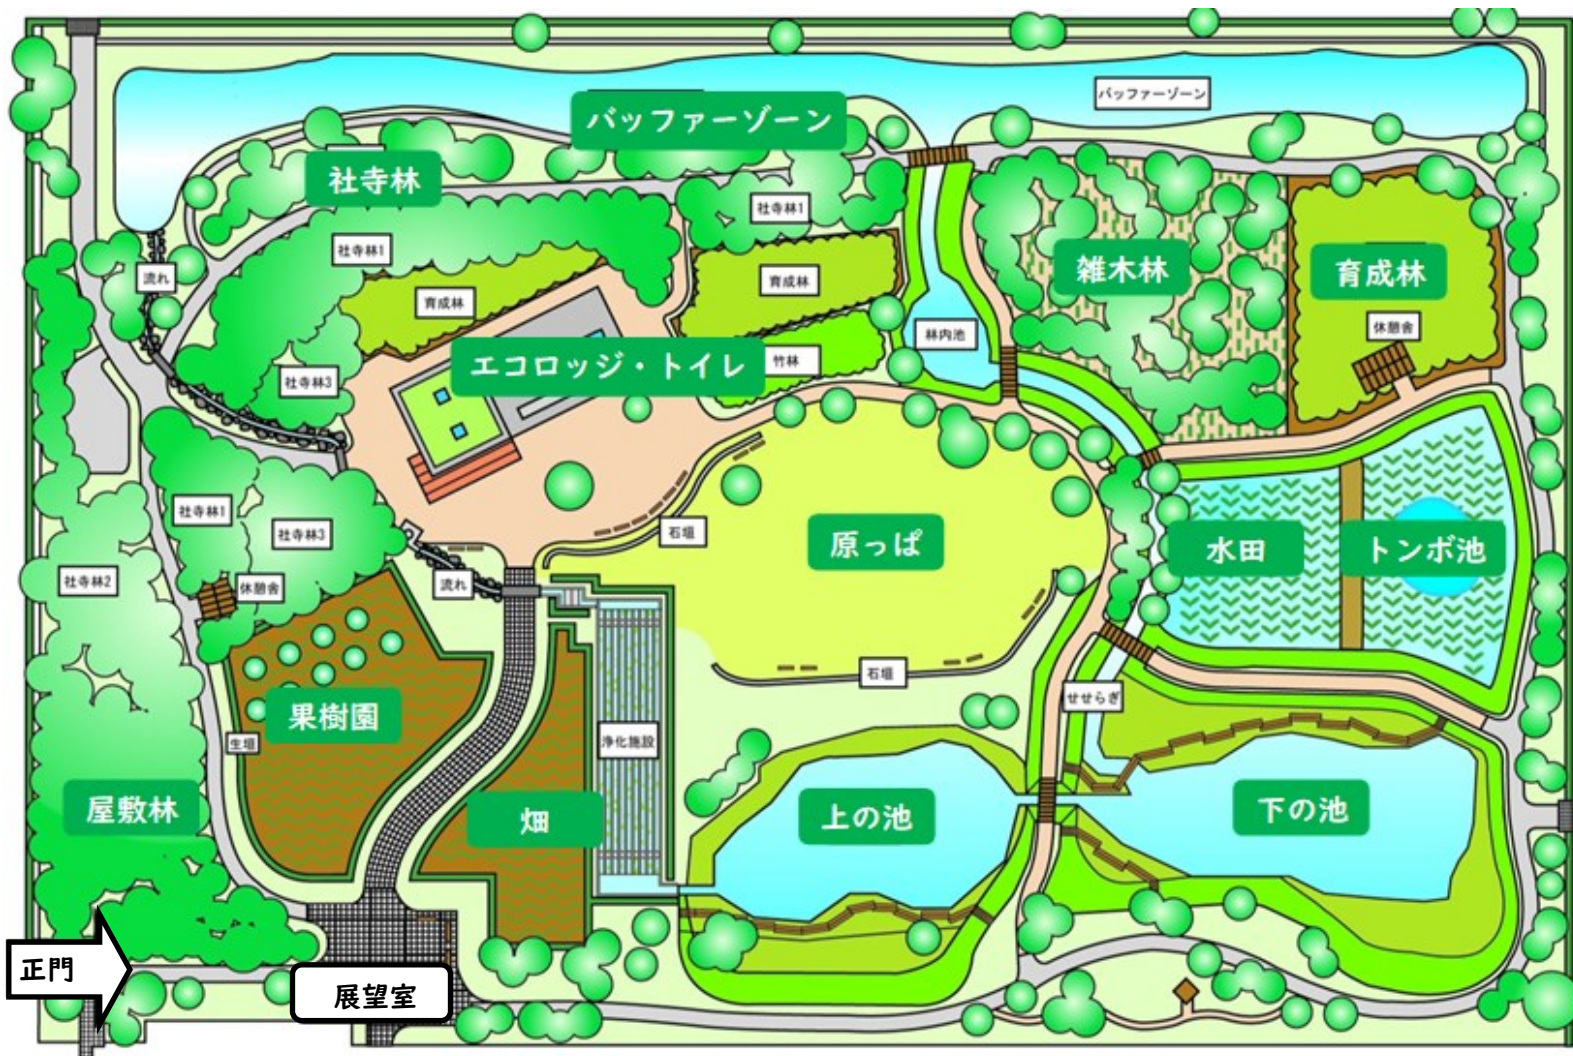 バッファーゾーン
バッファーゾーン
社寺林
社寺林1
社寺林1
流れ
育成林
育成林
雑木林
育成林
林内池
休憩舎
竹林
エコロッジ・トイレ
社寺林3
社寺林1
社寺林3
石垣
原っぱ
水田
トンボ池
社寺林2
休憩舎
流れ
石垣
せせらぎ
果樹園
生垣
浄化施設
屋敷林
畑
上の池
下の池
正門
展望室